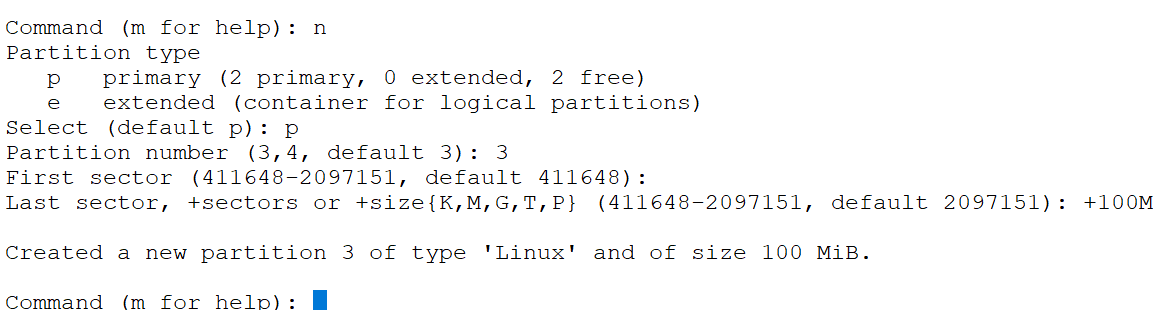 Command (m for help): n
Partition type
   p   primary (2 primary, 0 extended, 2 free)
   e   extended (container for logical partitions)
Select (default p): p
Partition number (3,4, default 3): 3
First sector (411648-2097151, default 411648):
Last sector, +sectors or +size{K,M,G,T,P} (411648-2097151, default 2097151): +100M
Created a new partition 3 of type 'Linux' and of size 100 MiB.
Command (m for help):